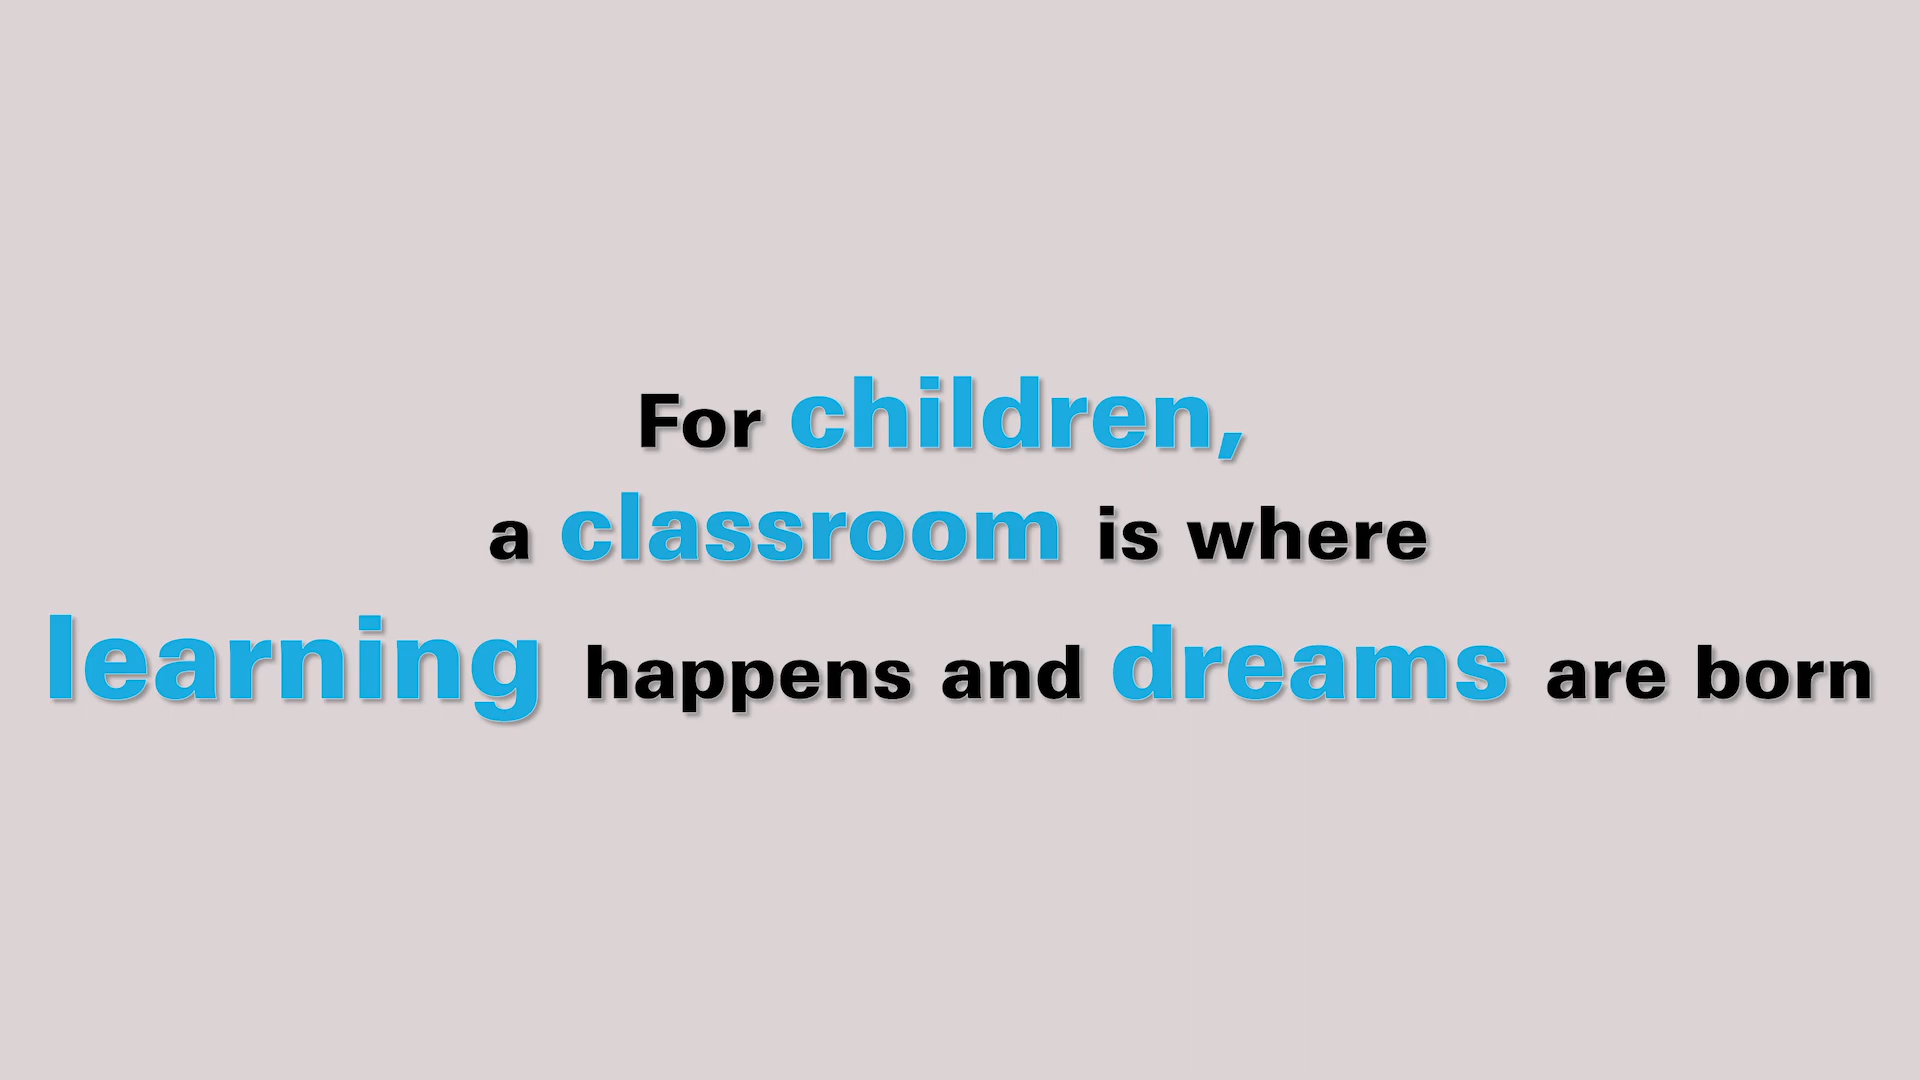 For children,
a classroom is where
learning happens and dreams are born